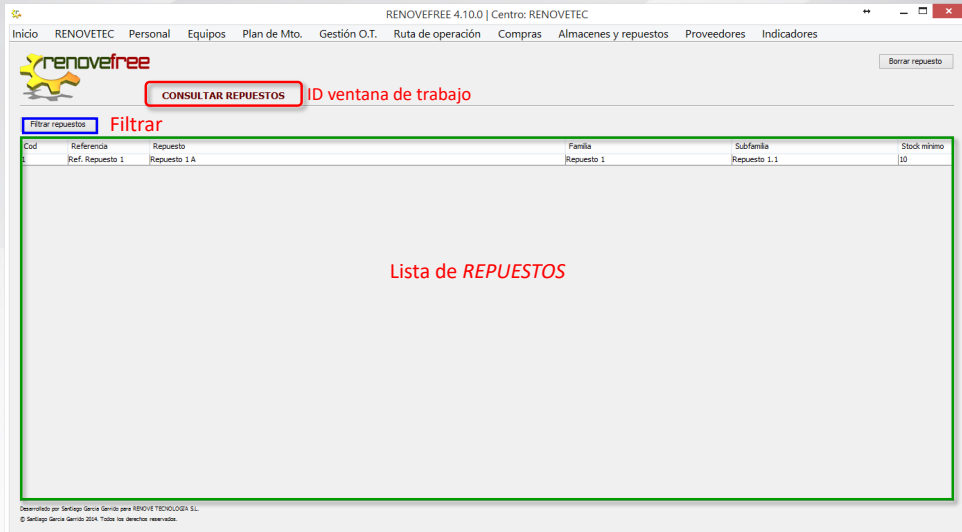 RENOVEFREE 4.10.0 | Centro: RENOVETEC
Inicio RENOVETEC Personal Equipos Plan de Mto. Gestión O.T. Ruta de operación Compras Almacenes y repuestos Proveedores Indicadores
renovefree
Borrar repuesto
CONSULTAR REPUESTOS ID ventana de trabajo
Filtrar repuestos Filtrar
Cod Referencia Repuesto Familia Subfamilia Stock mínimo
1 Ref. Repuesto 1 Repuesto 1 A Repuesto 1 Repuesto 1.1 10
Lista de REPUESTOS
Desarrollado por Santiago Garcia Garrido para RENOVE TECNOLOGÍA S.L.
© Santiago Garcia Garrido 2014. Todos los derechos reservados.